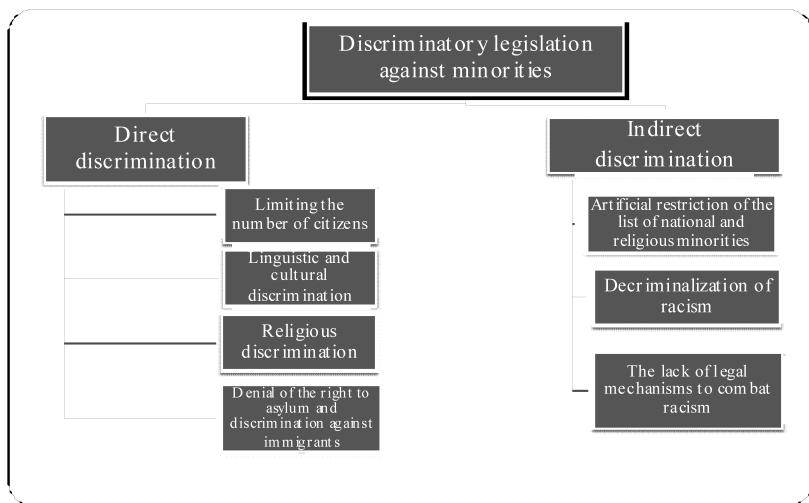 Discriminatory legislation
against minorities
Direct
discrimination
Limiting the
number of citizens
Linguistic and
cultural
discrimination
Religious
discrimination
Denial of the right to
asylum and
discrimination against
immigrants
Indirect
discrimination
Artificial restriction of the
list of national and
religious minorities
Decriminalization of
racism
The lack of legal
mechanisms to combat
racism